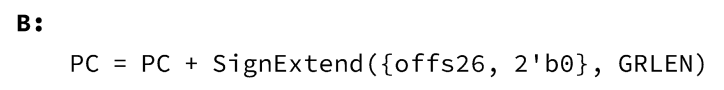 B:
PC = PC + SignExtend({offs26, 2'b0}, GRLEN)